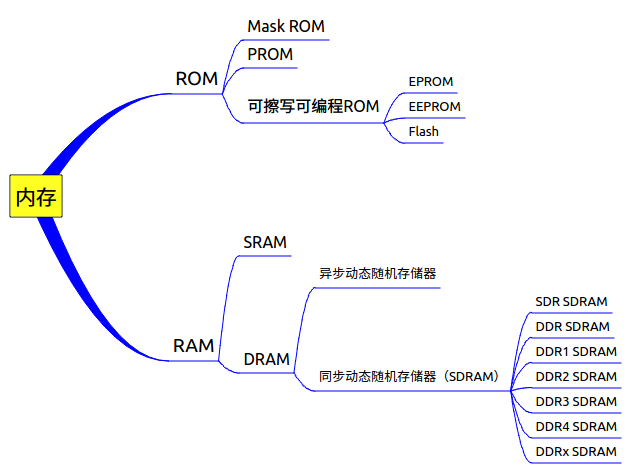 内存
ROM
Mask ROM
PROM
可擦写可编程ROM
EPROM
EEPROM
Flash
RAM
SRAM
DRAM
异步动态随机存储器
同步动态随机存储器（SDRAM）
SDR SDRAM
DDR SDRAM
DDR1 SDRAM
DDR2 SDRAM
DDR3 SDRAM
DDR4 SDRAM
DDRx SDRAM